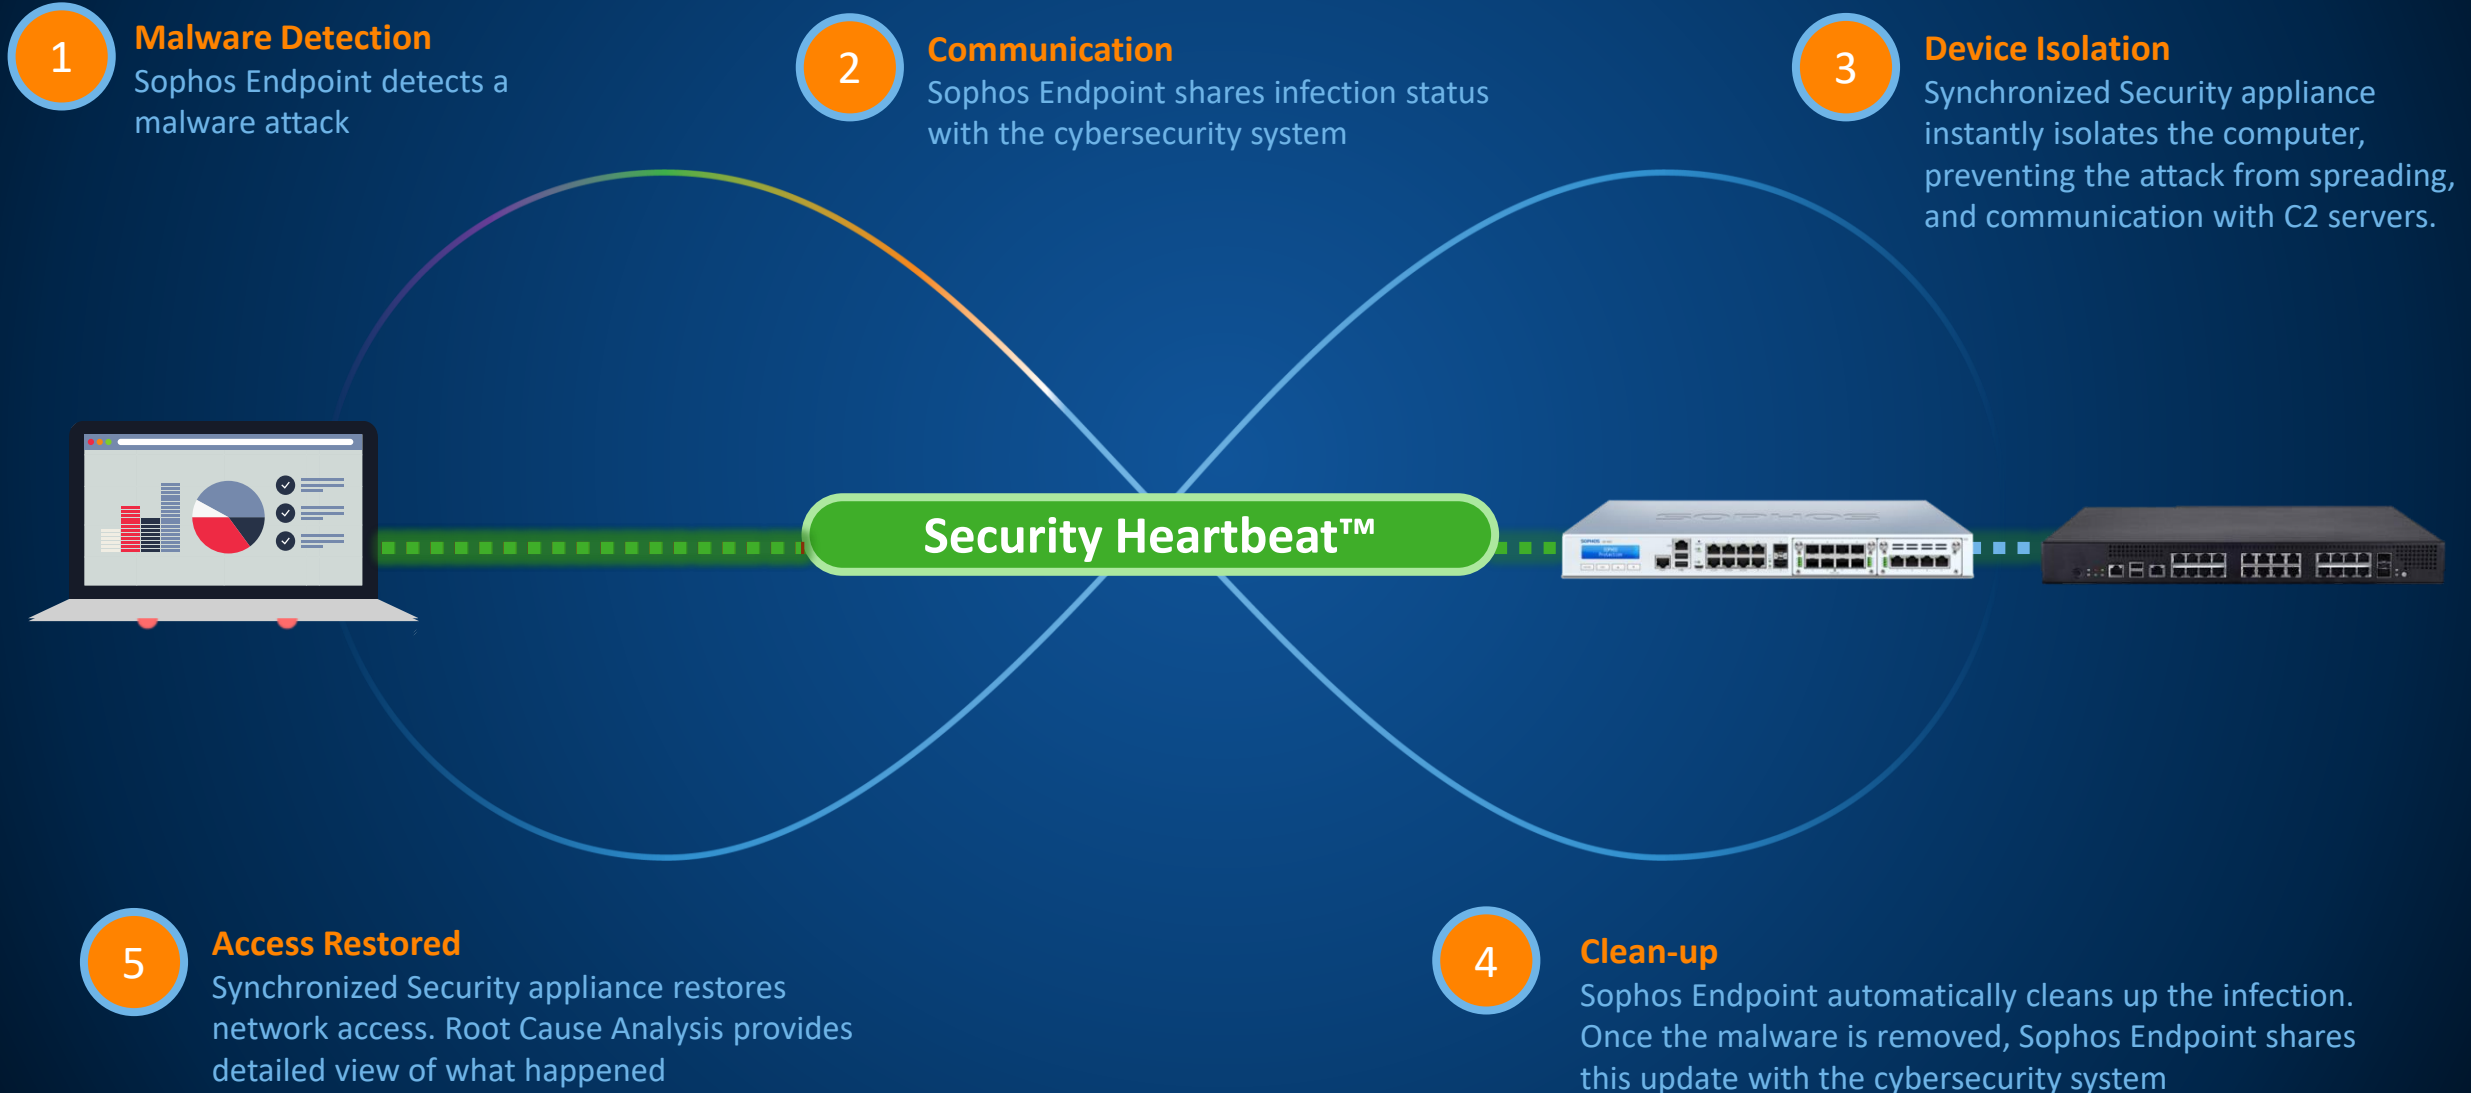 1
Malware Detection
Sophos Endpoint detects a
malware attack
2
Communication
Sophos Endpoint shares infection status
with the cybersecurity system
3
Device Isolation
Synchronized Security appliance
instantly isolates the computer,
preventing the attack from spreading,
and communication with C2 servers.
Security Heartbeat™
SOPHOS
SOPHOS
4
Clean-up
Sophos Endpoint automatically cleans up the infection.
Once the malware is removed, Sophos Endpoint shares
this update with the cybersecurity system
5
Access Restored
Synchronized Security appliance restores
network access. Root Cause Analysis provides
detailed view of what happened